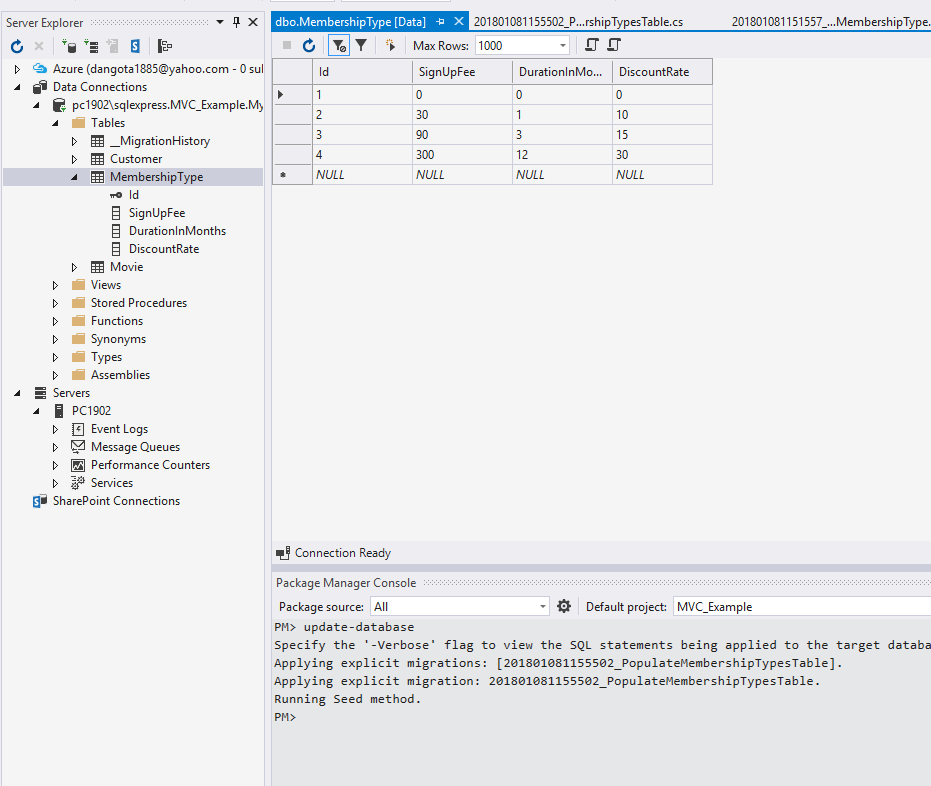 Server Explorer
Azure (dangota1885@yahoo.com - 0 sul
Data Connections
pc1902\sqlexpress.MVC_Example.My
Tables
__MigrationHistory
Customer
MembershipType
Id
SignUpFee
DurationInMonths
DiscountRate
Movie
Views
Stored Procedures
Functions
Synonyms
Types
Assemblies
Servers
PC1902
Event Logs
Message Queues
Performance Counters
Services
SharePoint Connections
dbo.MembershipType [Data] 201801081155502_P...rshipTypesTable.cs 201801081151557_...MembershipType.
Max Rows: 1000
Id SignUpFee DurationInMo... DiscountRate
1 0 0 0
2 30 1 10
3 90 3 15
4 300 12 30
NULL NULL NULL NULL
Connection Ready
Package Manager Console
Package source: All Default project: MVC_Example
PM> update-database
Specify the '-Verbose' flag to view the SQL statements being applied to the target databa
Applying explicit migrations: [201801081155502_PopulateMembershipTypesTable].
Applying explicit migration: 201801081155502_PopulateMembershipTypesTable.
Running Seed method.
PM>